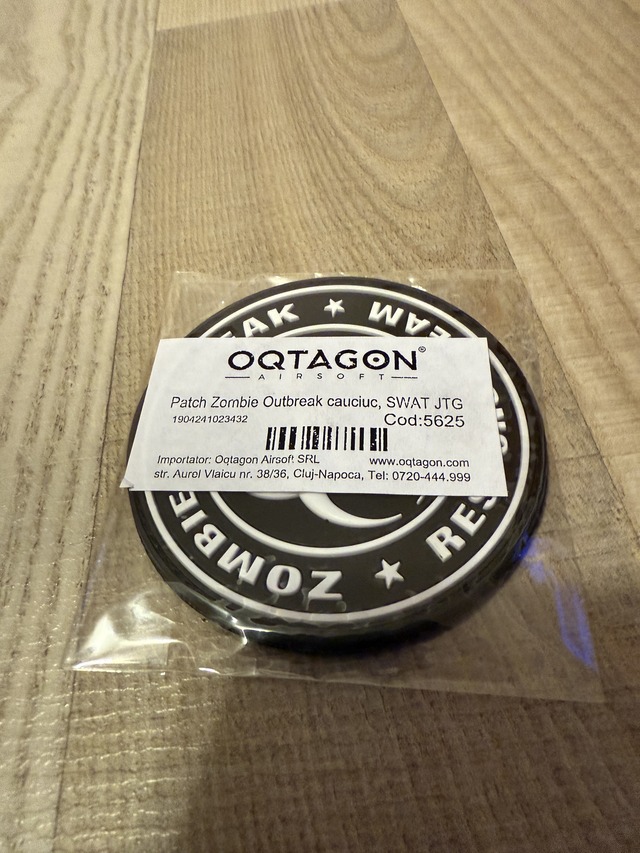 OQTAGON®
AIRSOFT
Patch Zombie Outbreak cauciuc, SWAT JTG
1904241023432
Cod:5625
Importator: Oqtagon Airsoft SRL
www.oqtagon.com
str. Aurel Vlaicu nr. 38/36, Cluj-Napoca, Tel: 0720-444.999
ZOMBIE